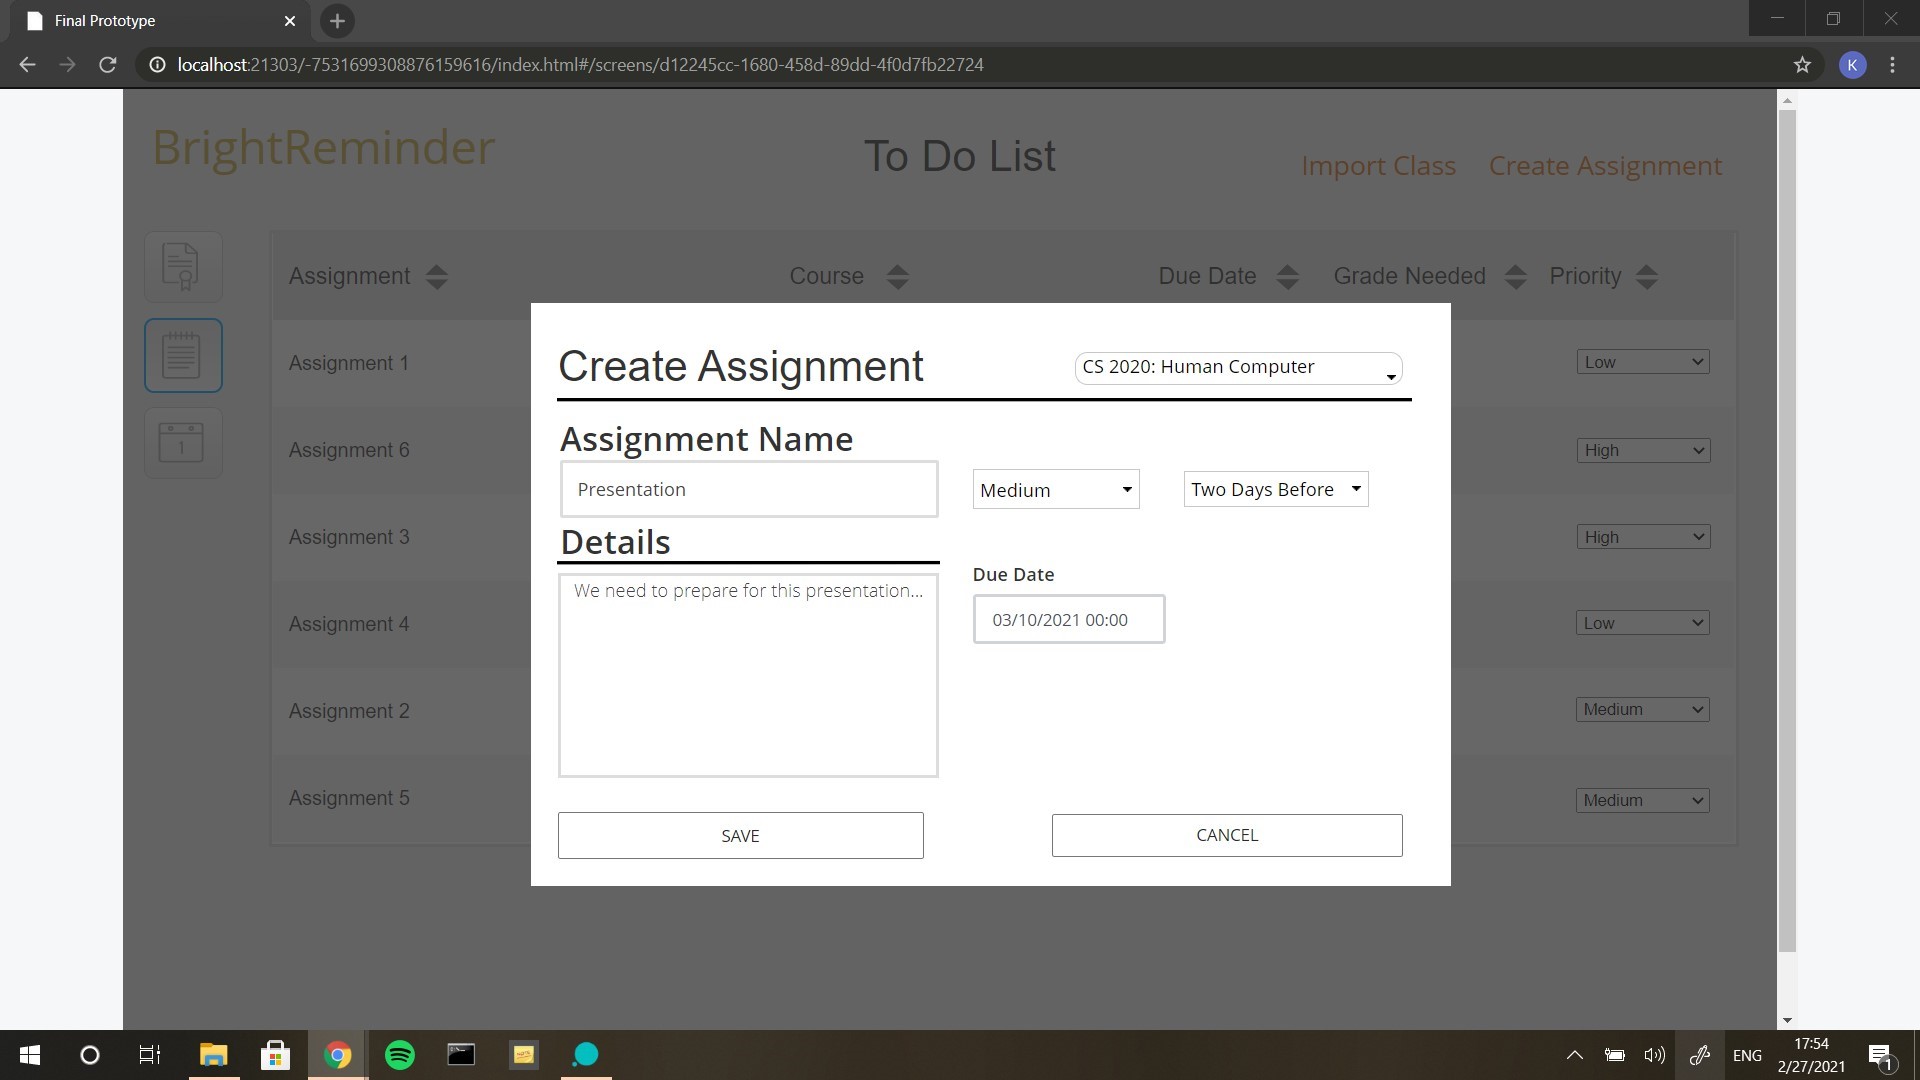 Final Prototype
localhost:21303/-7531699308876159616/index.html#/screens/d12245cc-1680-458d-89dd-4f0d7fb22724
K
BrightReminder
To Do List
Import Class
Create Assignment
Assignment
Course
Due Date
Grade Needed
Priority
Assignment 1
Low
Assignment 6
High
Assignment 3
High
Assignment 4
Low
Assignment 2
Medium
Assignment 5
Medium
1
Create Assignment
CS 2020: Human Computer
Assignment Name
Presentation
Medium
Two Days Before
Details
We need to prepare for this presentation...
Due Date
03/10/2021 00:00
SAVE
CANCEL
ENG
17:54
2/27/2021
1